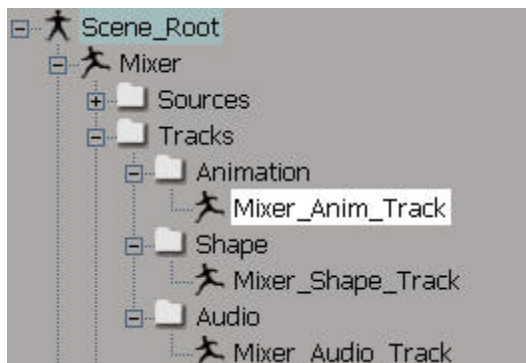 Scene_Root
Mixer
Sources
Tracks
Animation
Mixer_Anim_Track
Shape
Mixer_Shape_Track
Audio
Mixer_Audio_Track